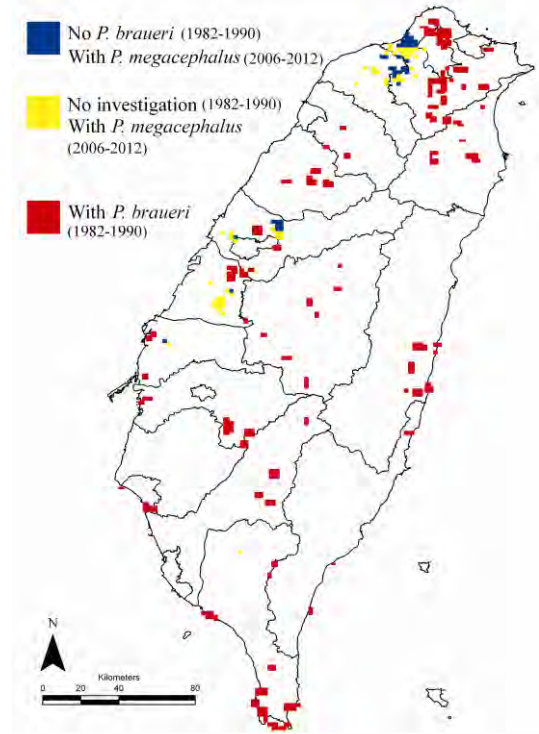 No P. braueri (1982-1990)
With P. megacephalus (2006-2012)
No investigation (1982-1990)
With P. megacephalus
(2006-2012)
With P. braueri
(1982-1990)
N
Kilometers
0 20 40 80